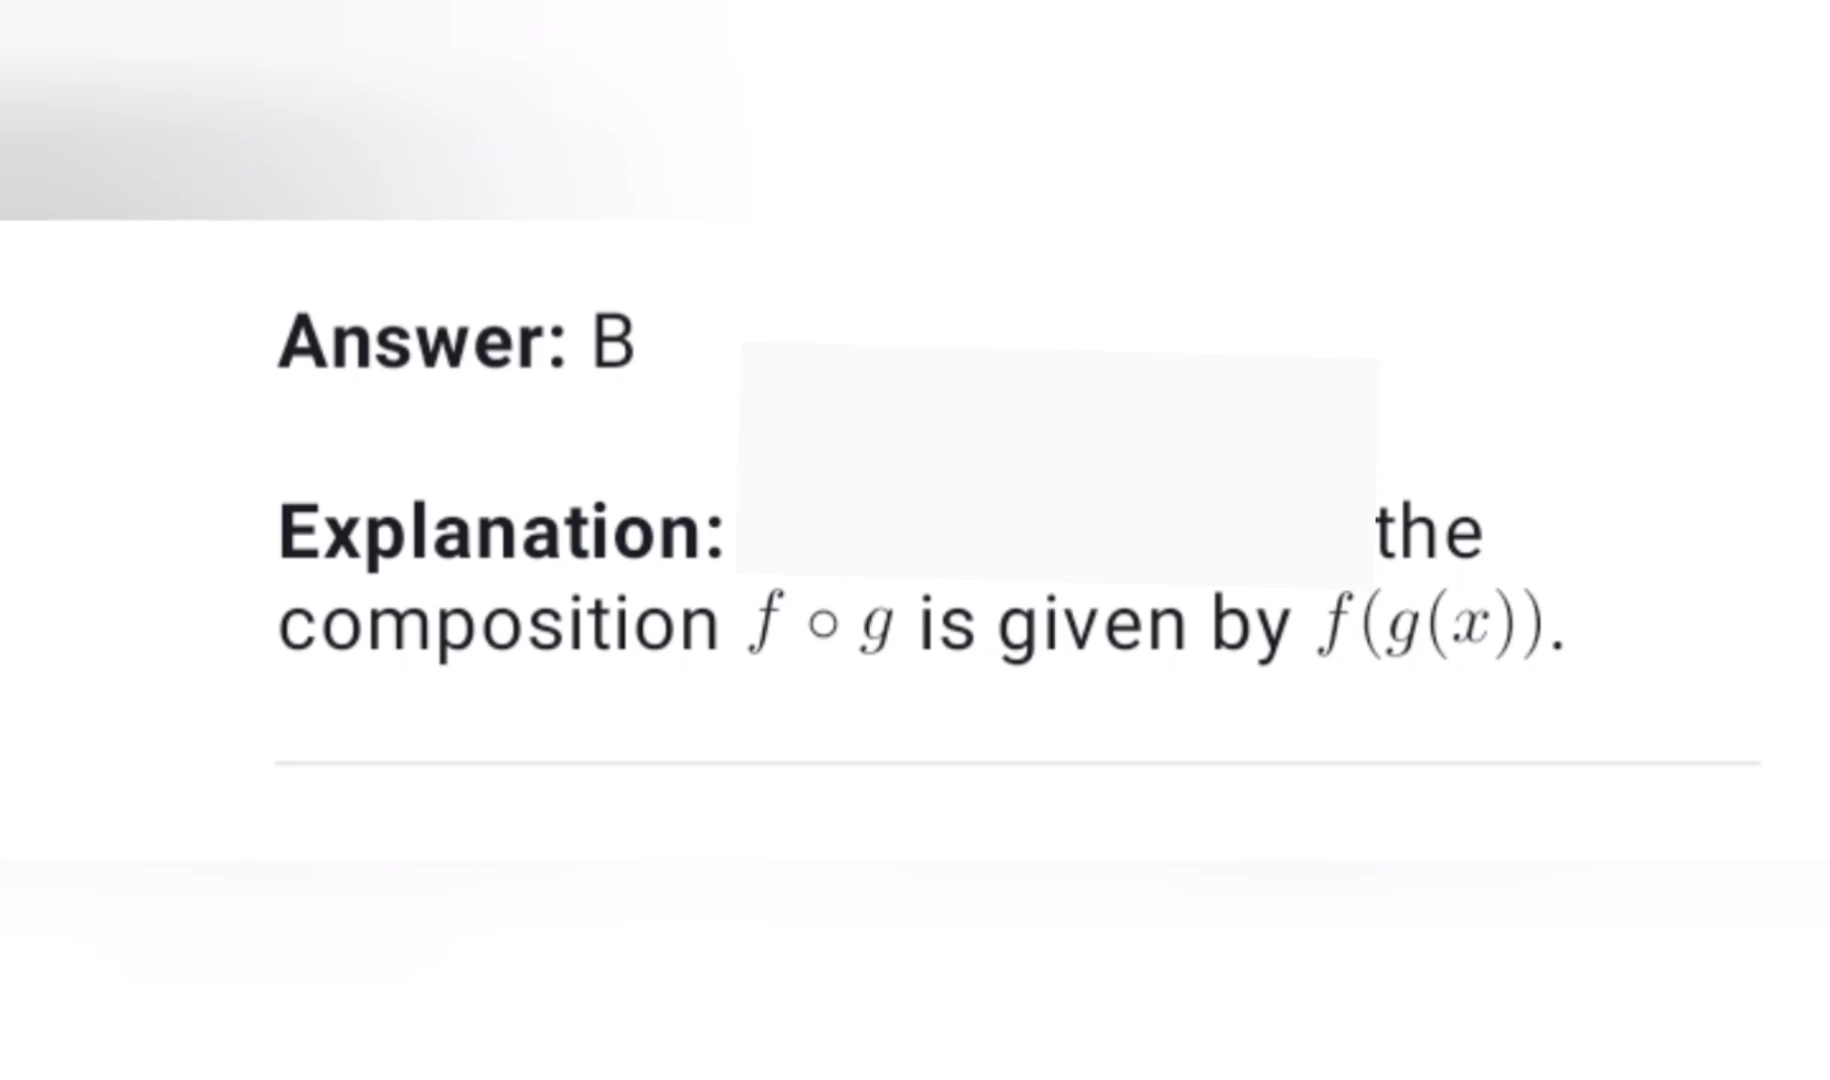 Answer: B
Explanation: the
composition f ∘ g is given by f(g(x)).